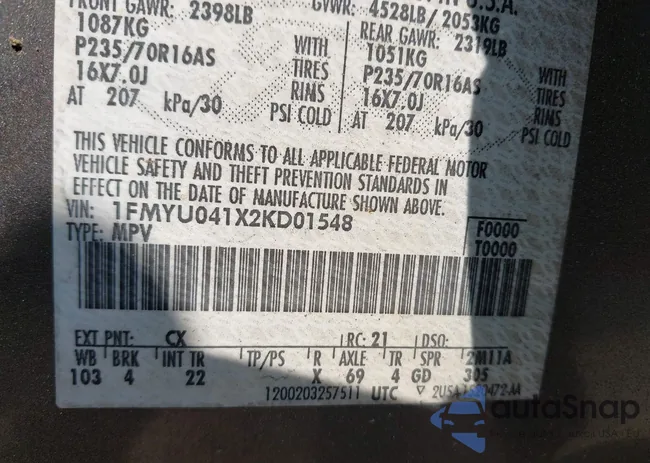 FRONT GAWR: 2398LB GVWR: 4528LB/ 2053KG
1087KG REAR GAWR: 2319LB
P235/70R16AS WITH 1051KG
16X7.0J TIRES P235/70R16AS WITH
AT 207 kPa/30 RIMS 16X7.0J TIRES
PSI COLD AT 207 kPa/30 RIMS
PSI COLD
THIS VEHICLE CONFORMS TO ALL APPLICABLE FEDERAL MOTOR
VEHICLE SAFETY AND THEFT PREVENTION STANDARDS IN
EFFECT ON THE DATE OF MANUFACTURE SHOWN ABOVE.
VIN: 1FMYU041X2KD01548
TYPE: MPV F0000
T0000
EXT PNT: CX RC: 21 DSO:
WB BRK INT TR TP/PS R AXLE TR SPR 2M11A
103 4 22 X 69 4 GD 305
1200203257511 UTC
autoSnap